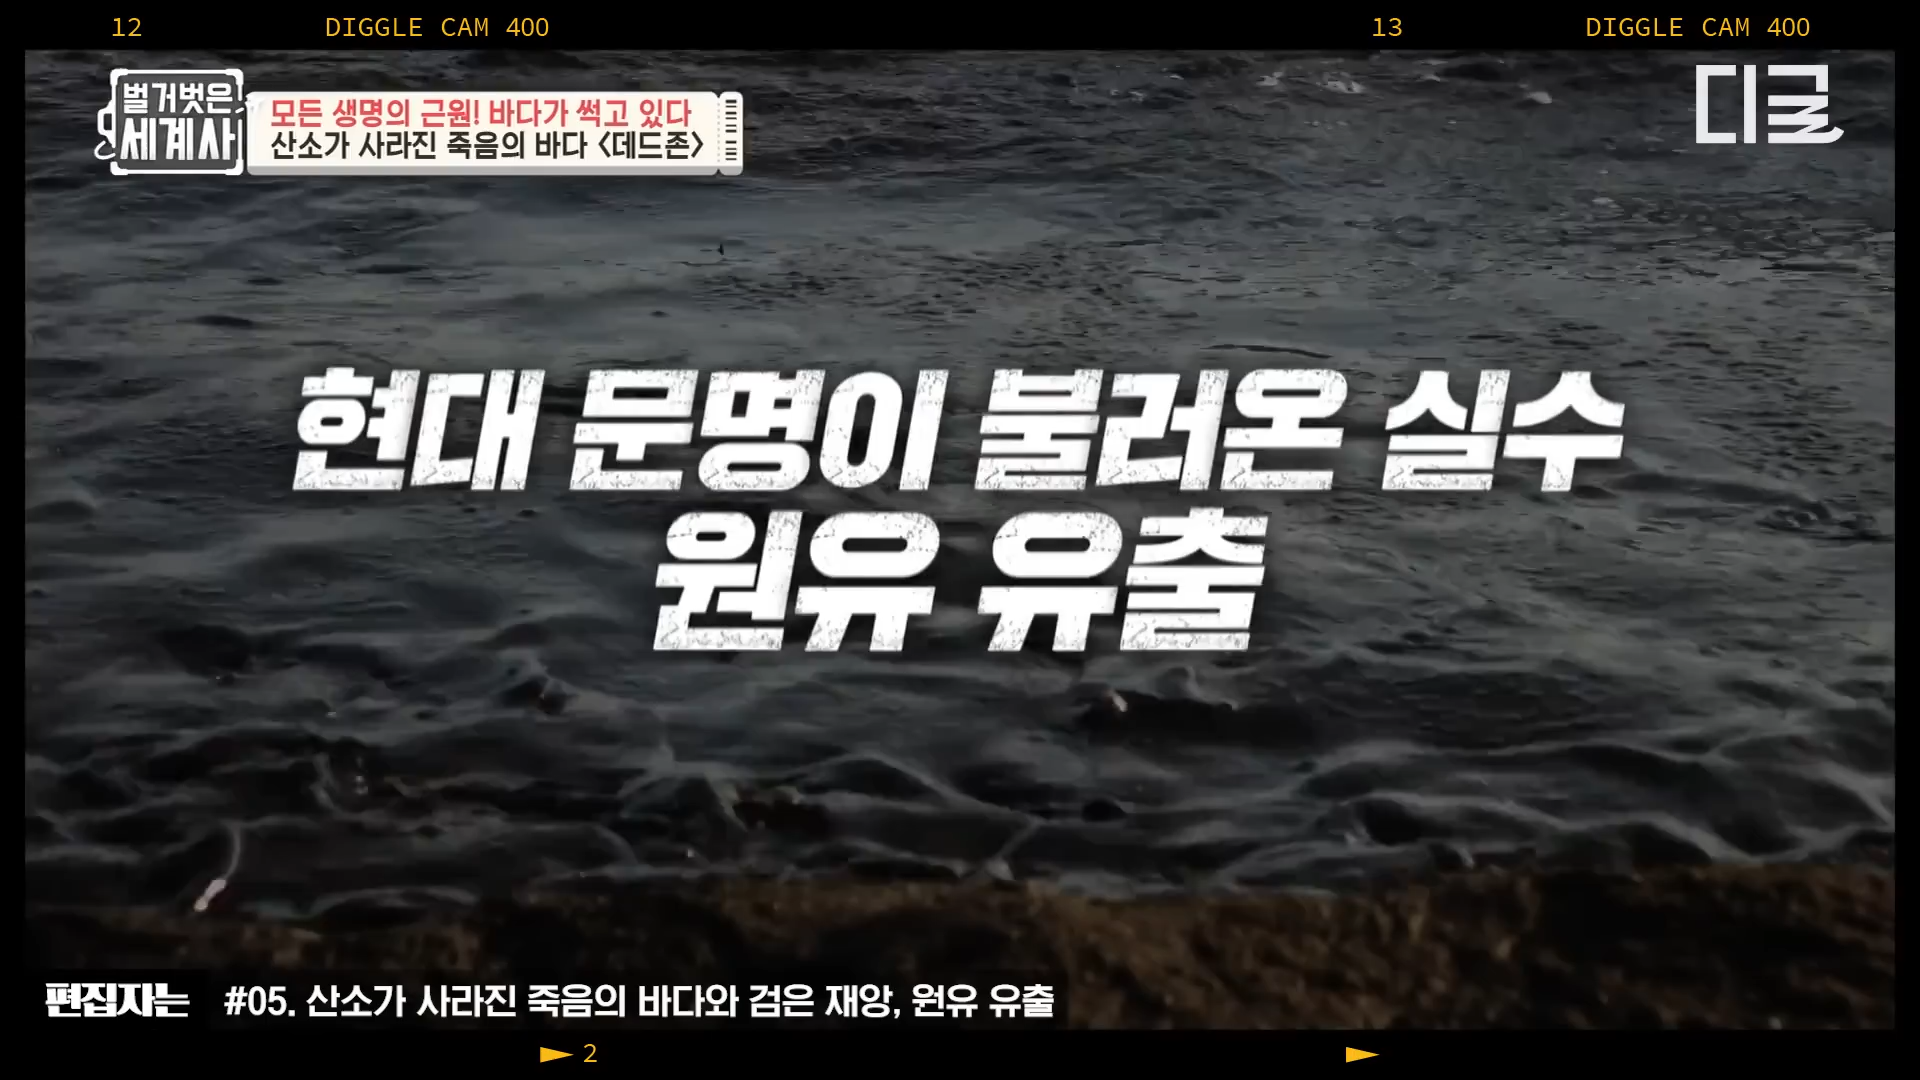 12
DIGGLE CAM 400
13
DIGGLE CAM 400
벌거벗은
세계사
모든 생명의 근원! 바다가 썩고 있다
산소가 사라진 죽음의 바다 <데드존>
디글
현대 문명이 불러온 실수
원유 유출
편집자는
#05. 산소가 사라진 죽음의 바다와 검은 재앙, 원유 유출
2